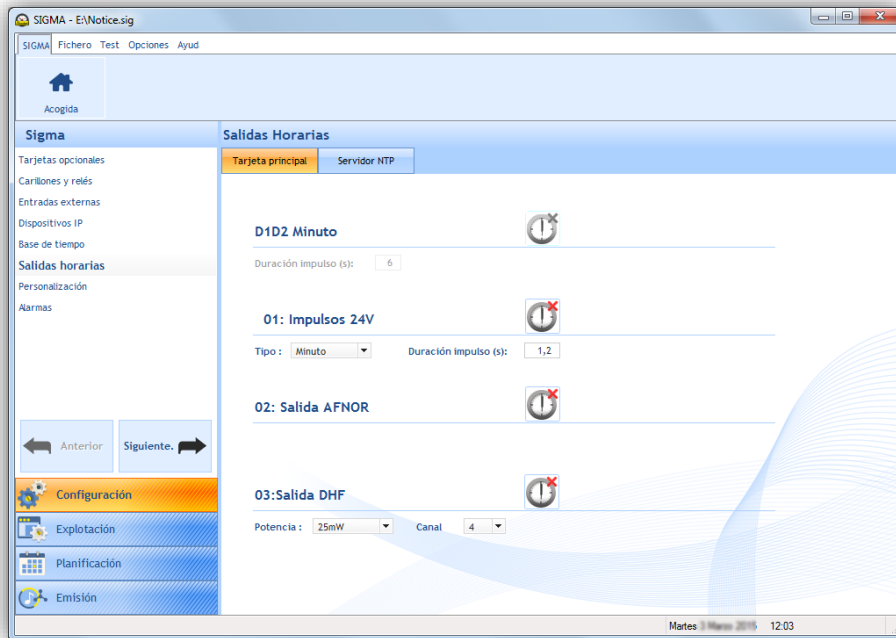 SIGMA - E:\Notice.sig
SIGMA Fichero Test Opciones Ayud
Acogida
Sigma
Tarjetas opcionales
Carillones y relés
Entradas externas
Dispositivos IP
Base de tiempo
Salidas horarias
Personalización
Alarmas
Anterior Siguiente.
Configuración
Explotación
Planificación
Emisión
Salidas Horarias
Tarjeta principal Servidor NTP
D1D2 Minuto
Duración impulso (s): 6
01: Impulsos 24V
Tipo : Minuto Duración impulso (s): 1,2
02: Salida AFNOR
03:Salida DHF
Potencia : 25mW Canal 4
Martes 3 Marzo 2015 12:03